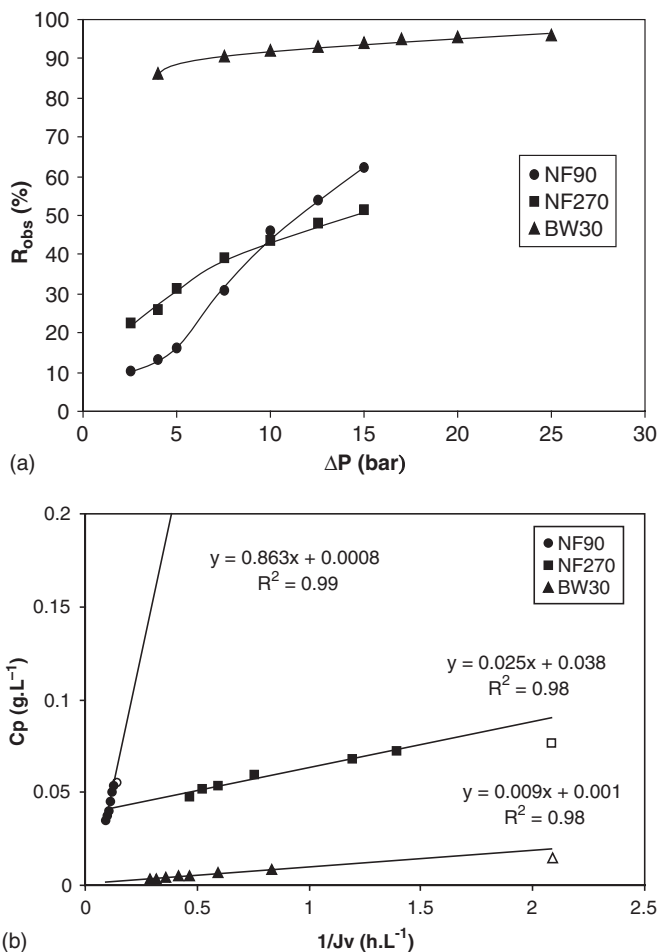 100
90
80
70
60
50
40
30
20
10
0
R_obs (%)
NF90
NF270
BW30
0 5 10 15 20 25 30
(a)
ΔP (bar)
0.2
0.15
0.1
0.05
0
Cp (g.L⁻¹)
y = 0.863x + 0.0008
R² = 0.99
NF90
NF270
BW30
y = 0.025x + 0.038
R² = 0.98
y = 0.009x + 0.001
R² = 0.98
0 0.5 1 1.5 2 2.5
(b)
1/Jv (h.L⁻¹)